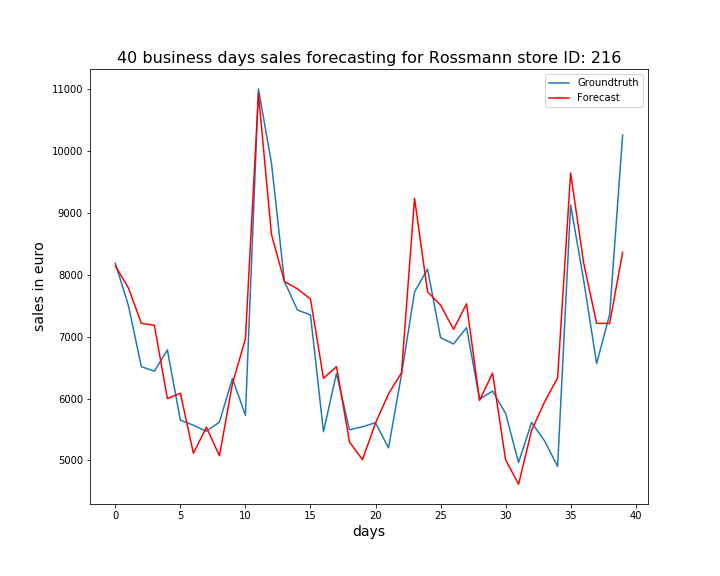 40 business days sales forecasting for Rossmann store ID: 216
Groundtruth
Forecast
11000
10000
9000
8000
7000
6000
5000
sales in euro
0 5 10 15 20 25 30 35 40
days